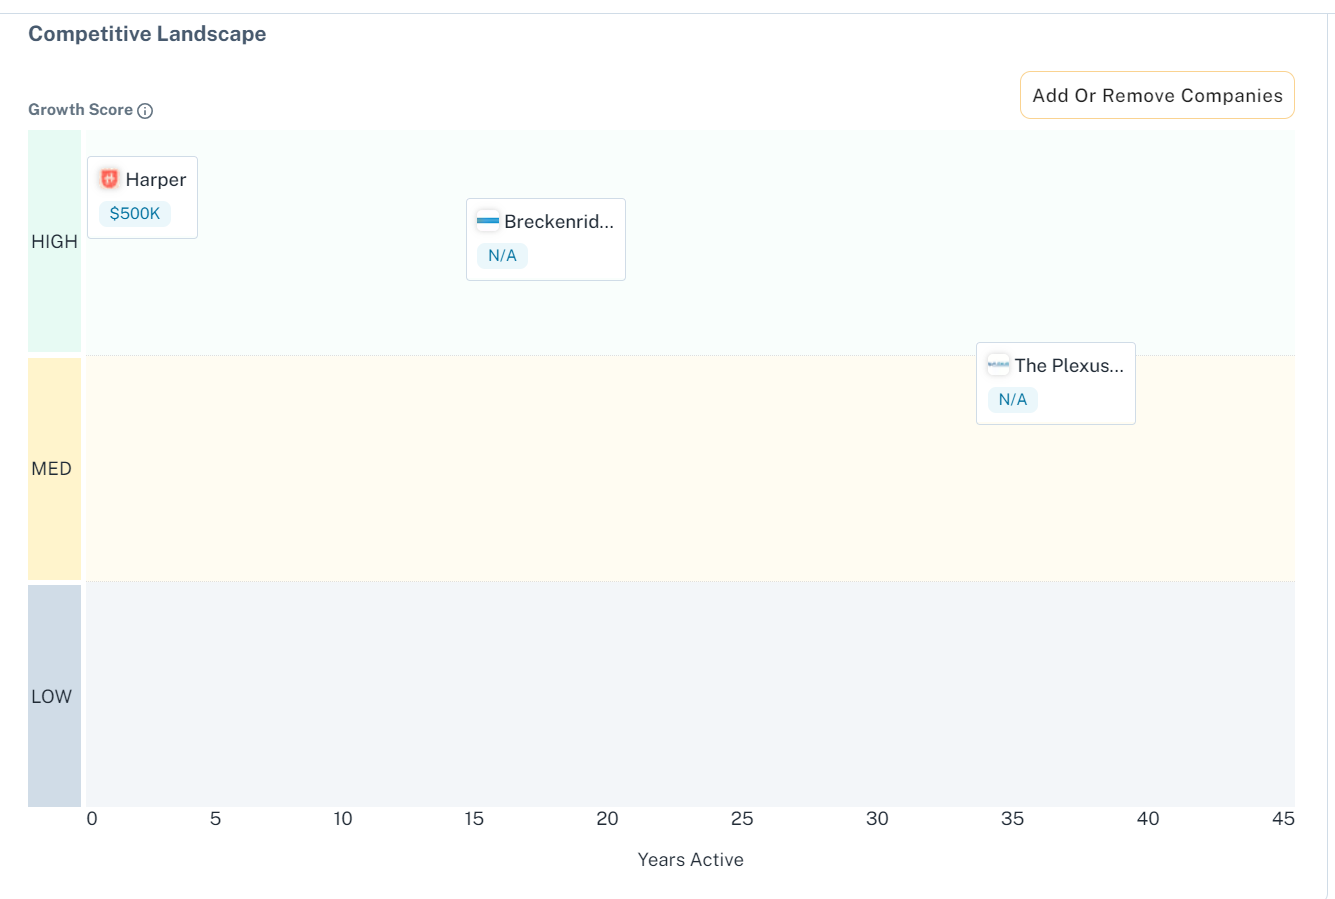 Competitive Landscape
Add Or Remove Companies
Growth Score
Harper
$500K
Breckenrid...
N/A
HIGH
The Plexus...
N/A
MED
LOW
0 5 10 15 20 25 30 35 40 45
Years Active